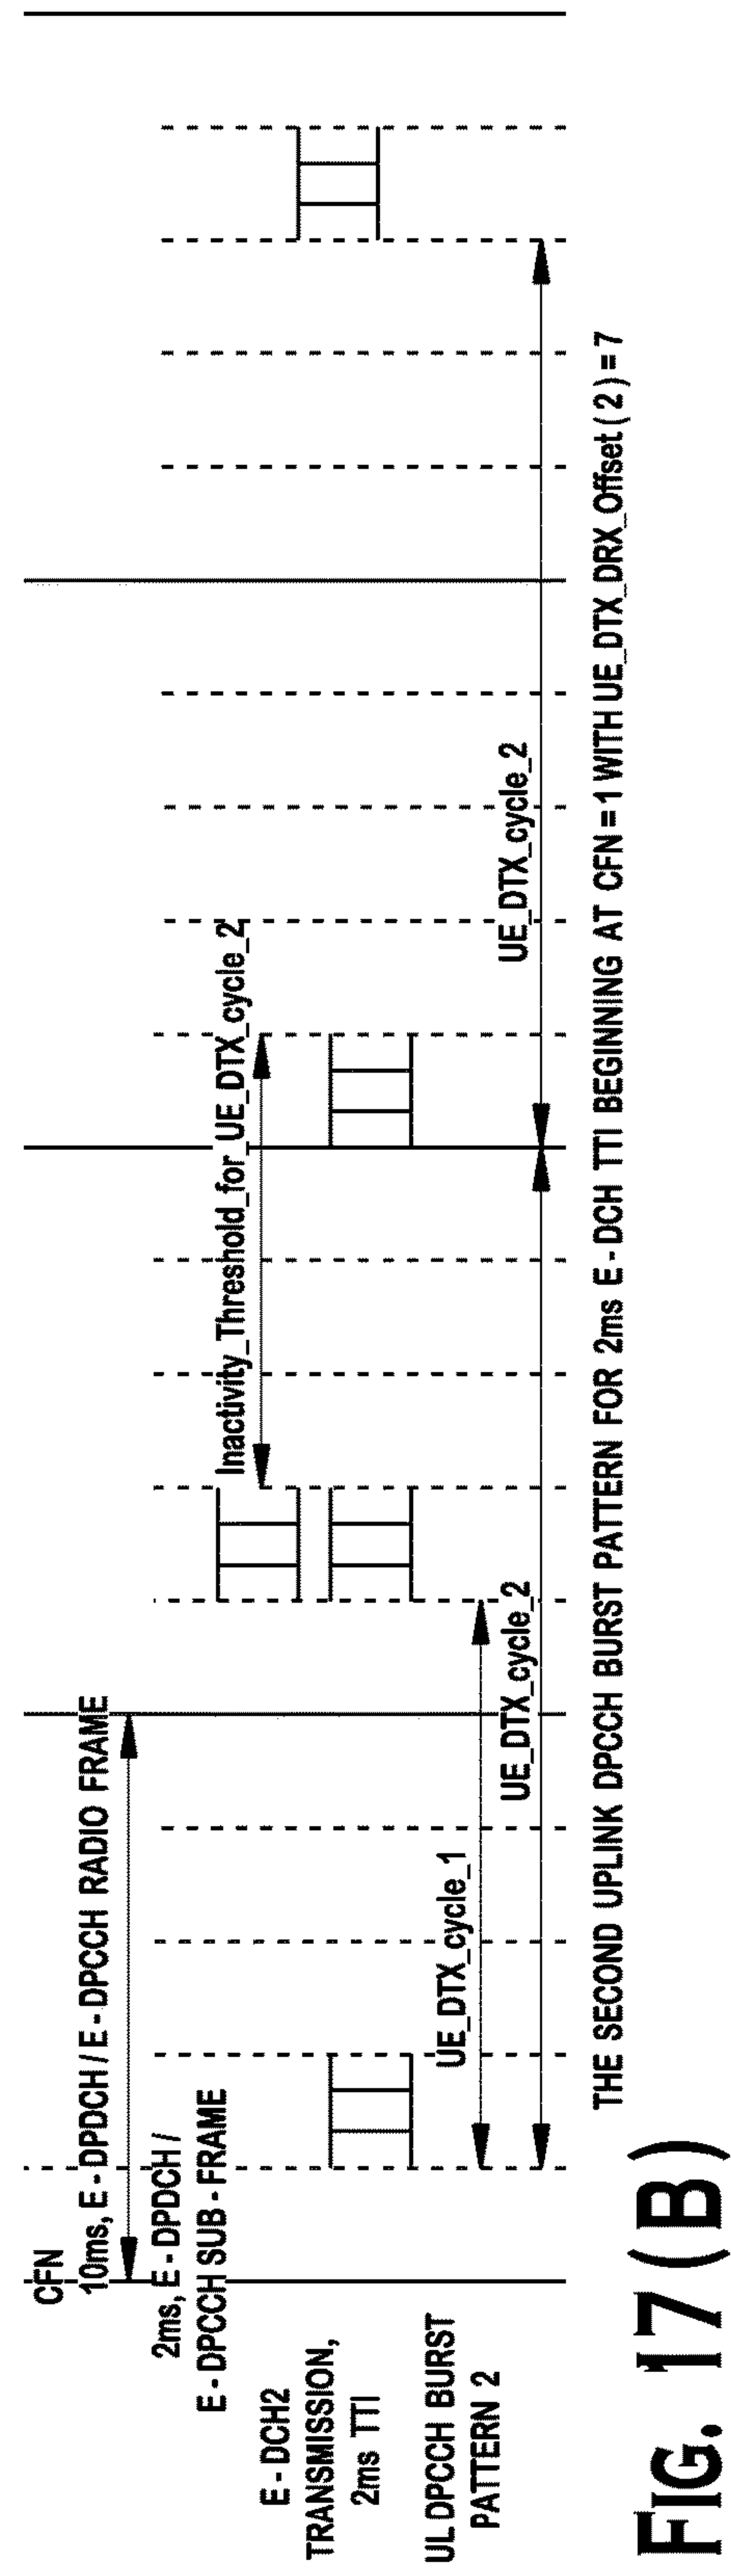 CFN
10ms, E - DPDCH / E - DPCCH RADIO FRAME
2ms, E - DPDCH /
E - DPCCH SUB - FRAME
Inactivity_Threshold_for_UE_DTX_cycle_2
E - DCH2
TRANSMISSION,
2ms TTI
UL DPCCH BURST
PATTERN 2
UE_DTX_cycle_1
UE_DTX_cycle_2
UE_DTX_cycle_2
THE SECOND UPLINK DPCCH BURST PATTERN FOR 2ms E - DCH TTI BEGINNING AT CFN = 1 WITH UE_DTX_DRX_Offset ( 2 ) = 7
FIG. 17 ( B )